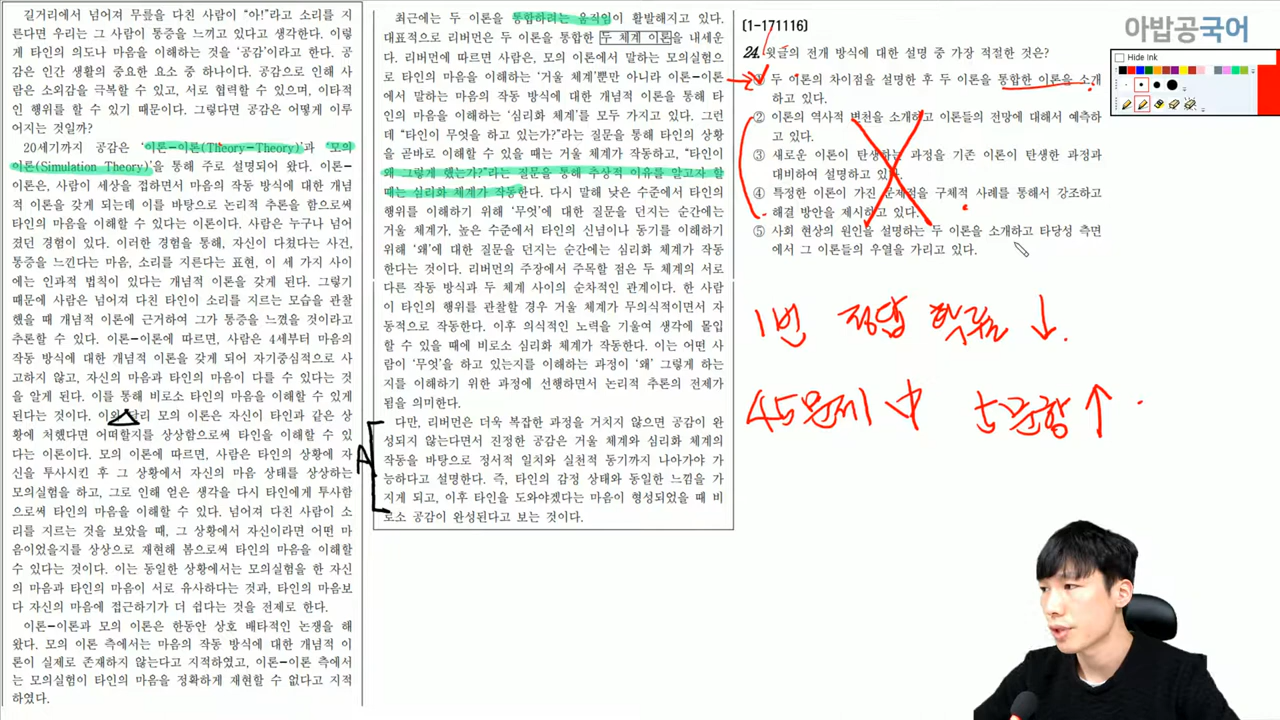 길거리에서 넘어져 무릎을 다친 사람이 “아!”라고 소리를 지
른다면 우리는 그 사람이 통증을 느끼고 있다고 생각한다. 이렇
게 타인의 의도나 마음을 이해하는 것을 ‘공감’이라고 한다. 공
감은 인간 생활의 중요한 요소 중 하나이다. 공감으로 인해 사
람은 소외감을 극복할 수 있고, 서로 협력할 수 있으며, 이타적
인 행위를 할 수 있기 때문이다. 그렇다면 공감은 어떻게 이루
어지는 것일까?
20세기까지 공감은 ‘이론-이론(Theory-Theory)’과 ‘모의
이론(Simulation Theory)’을 통해 주로 설명되어 왔다. 이론-
이론은, 사람이 세상을 접하면서 마음의 작동 방식에 대한 개념
적 이론을 갖게 되는데 이를 바탕으로 논리적 추론을 함으로써
타인의 마음을 이해할 수 있다는 이론이다. 사람은 누구나 넘어
졌던 경험이 있다. 이러한 경험을 통해, 자신이 다쳤다는 사건,
통증을 느낀다는 마음, 소리를 지른다는 표현, 이 세 가지 사이
에는 인과적 법칙이 있다는 개념적 이론을 갖게 된다. 그렇기
때문에 사람은 넘어져 다친 타인이 소리를 지르는 모습을 관찰
했을 때 개념적 이론에 근거하여 그가 통증을 느꼈을 것이라고
추론할 수 있다. 이론-이론에 따르면, 사람은 4세부터 마음의
작동 방식에 대한 개념적 이론을 갖게 되어 자기중심적으로 사
고하지 않고, 자신의 마음과 타인의 마음이 다를 수 있다는 것
을 알게 된다. 이를 통해 비로소 타인의 마음을 이해할 수 있게
된다는 것이다. 이와 달리 모의 이론은 자신이 타인과 같은 상
황에 처했다면 어떠할지를 상상함으로써 타인을 이해할 수 있
다는 이론이다. 모의 이론에 따르면, 사람은 타인의 상황에 자
신을 투사시킨 후 그 상황에서 자신의 마음 상태를 상상하는
모의실험을 하고, 그로 인해 얻은 생각을 다시 타인에게 투사함
으로써 타인의 마음을 이해할 수 있다. 넘어져 다친 사람이 소
리를 지르는 것을 보았을 때, 그 상황에서 자신이라면 어떤 마
음이었을지를 상상으로 재현해 봄으로써 타인의 마음을 이해할
수 있다는 것이다. 이는 동일한 상황에서는 모의실험을 한 자신
의 마음과 타인의 마음이 서로 유사하다는 것과, 타인의 마음보
다 자신의 마음에 접근하기가 더 쉽다는 것을 전제로 한다.
이론-이론과 모의 이론은 한동안 상호 배타적인 논쟁을 해
왔다. 모의 이론 측에서는 마음의 작동 방식에 대한 개념적 이
론이 실제로 존재하지 않는다고 지적하였고, 이론-이론 측에서
는 모의실험이 타인의 마음을 정확하게 재현할 수 없다고 지적
하였다.
최근에는 두 이론을 통합하려는 움직임이 활발해지고 있다.
대표적으로 리버먼은 두 이론을 통합한 두 체계 이론을 내세운
다. 리버먼에 따르면 사람은, 모의 이론에서 말하는 모의실험으
로 타인의 마음을 이해하는 ‘거울 체계’뿐만 아니라 이론-이론
에서 말하는 마음의 작동 방식에 대한 개념적 이론을 통해 타
인의 마음을 이해하는 ‘심리화 체계’를 모두 가지고 있다. 그런
데 “타인이 무엇을 하고 있는가?”라는 질문을 통해 타인의 상황
을 곧바로 이해할 수 있을 때는 거울 체계가 작동하고, “타인이
왜 그렇게 했는가?”라는 질문을 통해 추상적 이유를 알고자 할
때는 심리화 체계가 작동한다. 다시 말해 낮은 수준에서 타인의
행위를 이해하기 위해 ‘무엇’에 대한 질문을 던지는 순간에는
거울 체계가, 높은 수준에서 타인의 신념이나 동기를 이해하기
위해 ‘왜’에 대한 질문을 던지는 순간에는 심리화 체계가 작동
한다는 것이다. 리버먼의 주장에서 주목할 점은 두 체계의 서로
다른 작동 방식과 두 체계 사이의 순차적인 관계이다. 한 사람
이 타인의 행위를 관찰할 경우 거울 체계가 무의식적이면서 자
동적으로 작동한다. 이후 의식적인 노력을 기울여 생각에 몰입
할 수 있을 때에 비로소 심리화 체계가 작동한다. 이는 어떤 사
람이 ‘무엇’을 하고 있는지를 이해하는 과정이 ‘왜’ 그렇게 하는
지를 이해하기 위한 과정에 선행하면서 논리적 추론의 전제가
됨을 의미한다.
다만, 리버먼은 더욱 복잡한 과정을 거치지 않으면 공감이 완
성되지 않는다면서 진정한 공감은 거울 체계와 심리화 체계의
작동을 바탕으로 정서적 일치와 실천적 동기까지 나아가야 가
능하다고 설명한다. 즉, 타인의 감정 상태와 동일한 느낌을 가
지게 되고, 이후 타인을 도와야겠다는 마음이 형성되었을 때 비
로소 공감이 완성된다고 보는 것이다.
A
[1-171116]
24. 윗글의 전개 방식에 대한 설명 중 가장 적절한 것은?
① 두 이론의 차이점을 설명한 후 두 이론을 통합한 이론을 소개
하고 있다.
② 이론의 역사적 변천을 소개하고 이론들의 전망에 대해서 예측하
고 있다.
③ 새로운 이론이 탄생하는 과정을 기존 이론이 탄생한 과정과
대비하여 설명하고 있다.
④ 특정한 이론이 가진 문제점을 구체적 사례를 통해서 강조하고
해결 방안을 제시하고 있다.
⑤ 사회 현상의 원인을 설명하는 두 이론을 소개하고 타당성 측면
에서 그 이론들의 우열을 가리고 있다.
1번 정답 확률 ↓.
45문제 中 5문항 ↑.
아밥공국어
Hide Ink